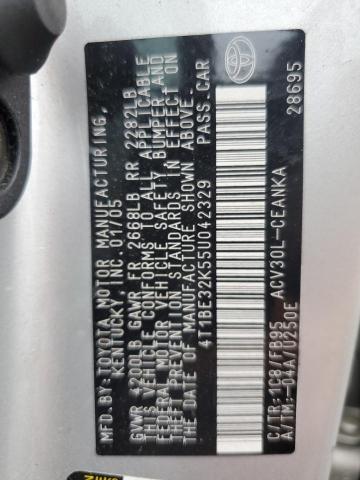 MFD. BY: TOYOTA MOTOR MANUFACTURING,
KENTUCKY, INC. 01/05
GVWR 4200LB GAWR FR 2668LB RR 2282LB
THIS VEHICLE CONFORMS TO ALL APPLICABLE
FEDERAL MOTOR VEHICLE SAFETY, BUMPER AND
THEFT PREVENTION STANDARDS IN EFFECT ON
THE DATE OF MANUFACTURE SHOWN ABOVE.
4T1BE32K55U042329 PASS.CAR
C/TR:1C8/FB95 ACV30L-CEANKA
A/TM:-04A/U250E 28695